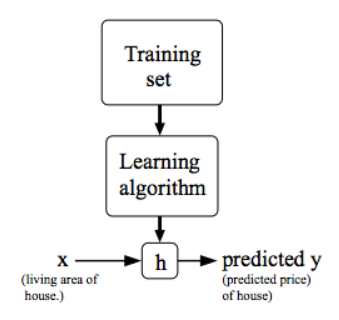 Training
set
Learning
algorithm
x
h
predicted y
(living area of
house.)
(predicted price)
of house)